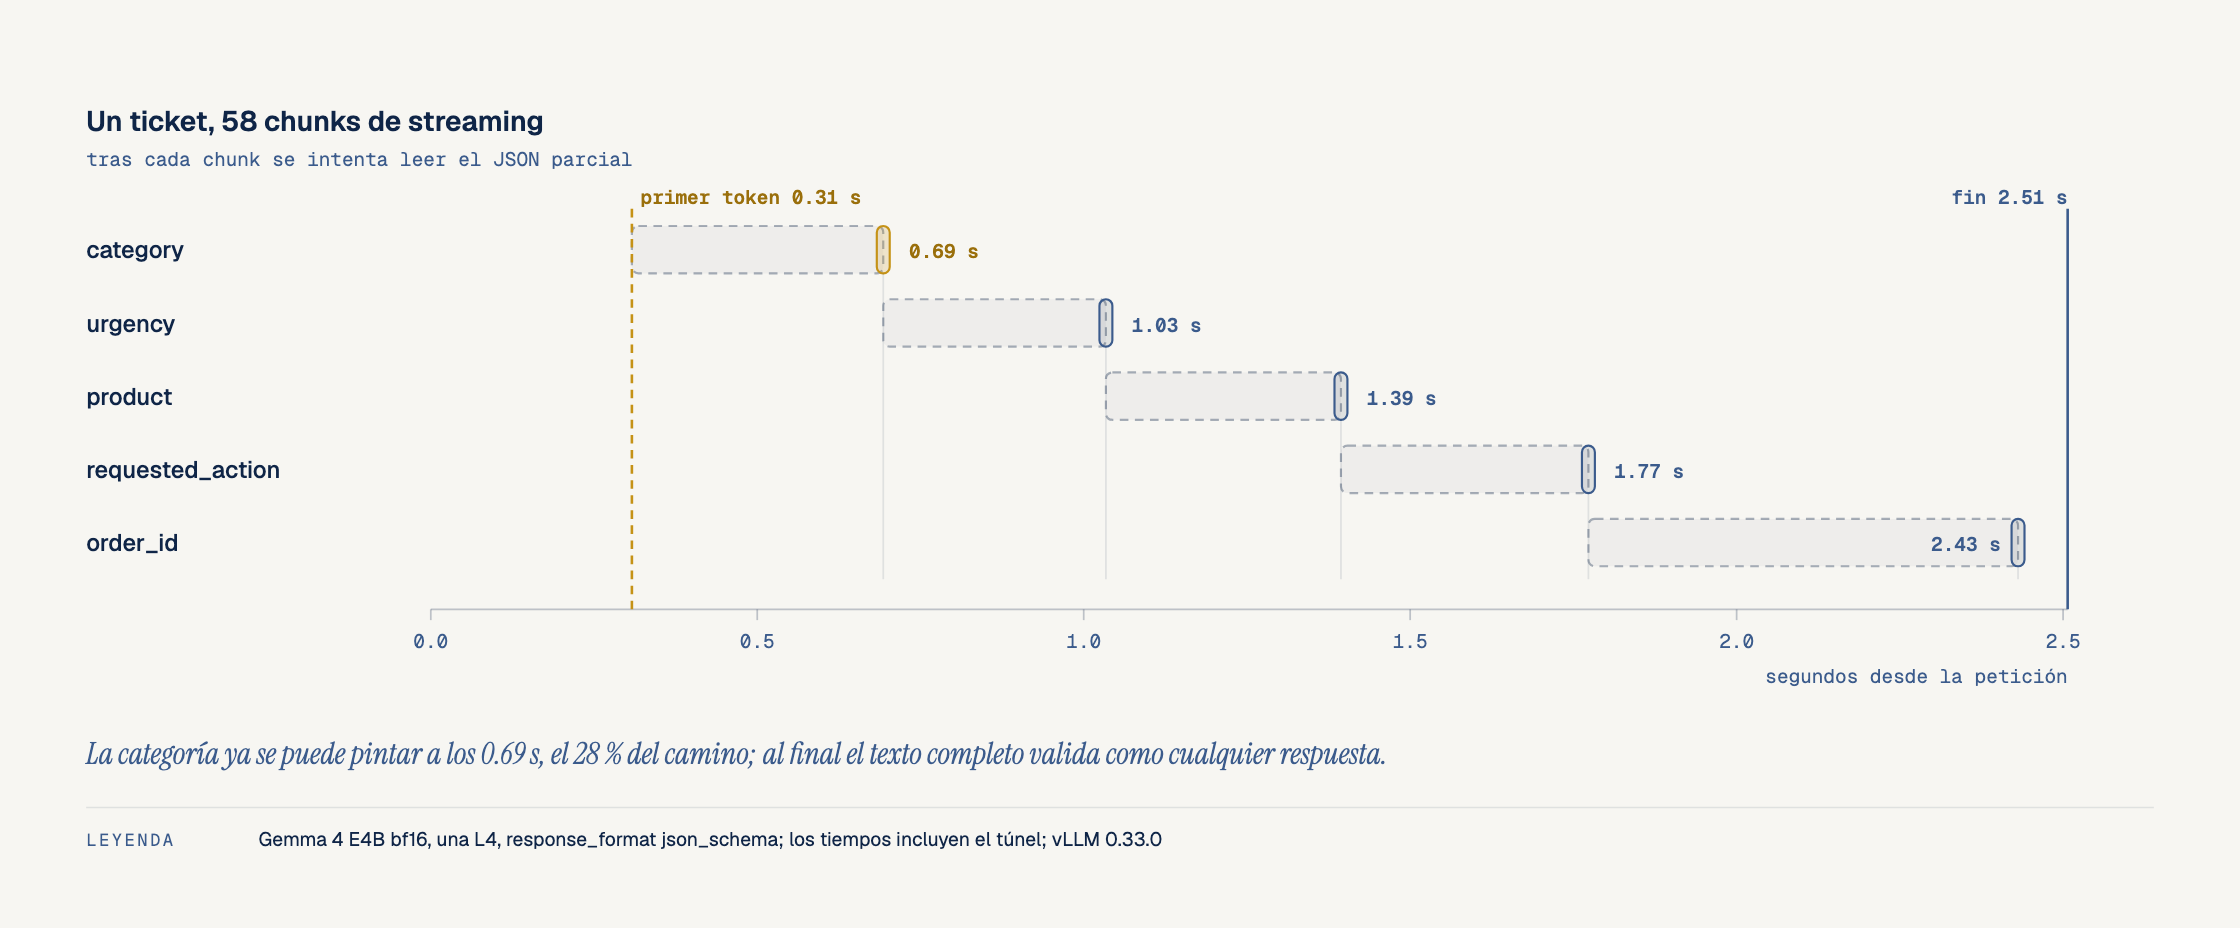 Un ticket, 58 chunks de streaming
tras cada chunk se intenta leer el JSON parcial
primer token 0.31 s
fin 2.51 s
category
0.69 s
urgency
1.03 s
product
1.39 s
requested_action
1.77 s
order_id
2.43 s
0.0 0.5 1.0 1.5 2.0 2.5
segundos desde la petición
La categoría ya se puede pintar a los 0.69 s, el 28 % del camino; al final el texto completo valida como cualquier respuesta.
LEYENDA
Gemma 4 E4B bf16, una L4, response_format json_schema; los tiempos incluyen el túnel; vLLM 0.33.0